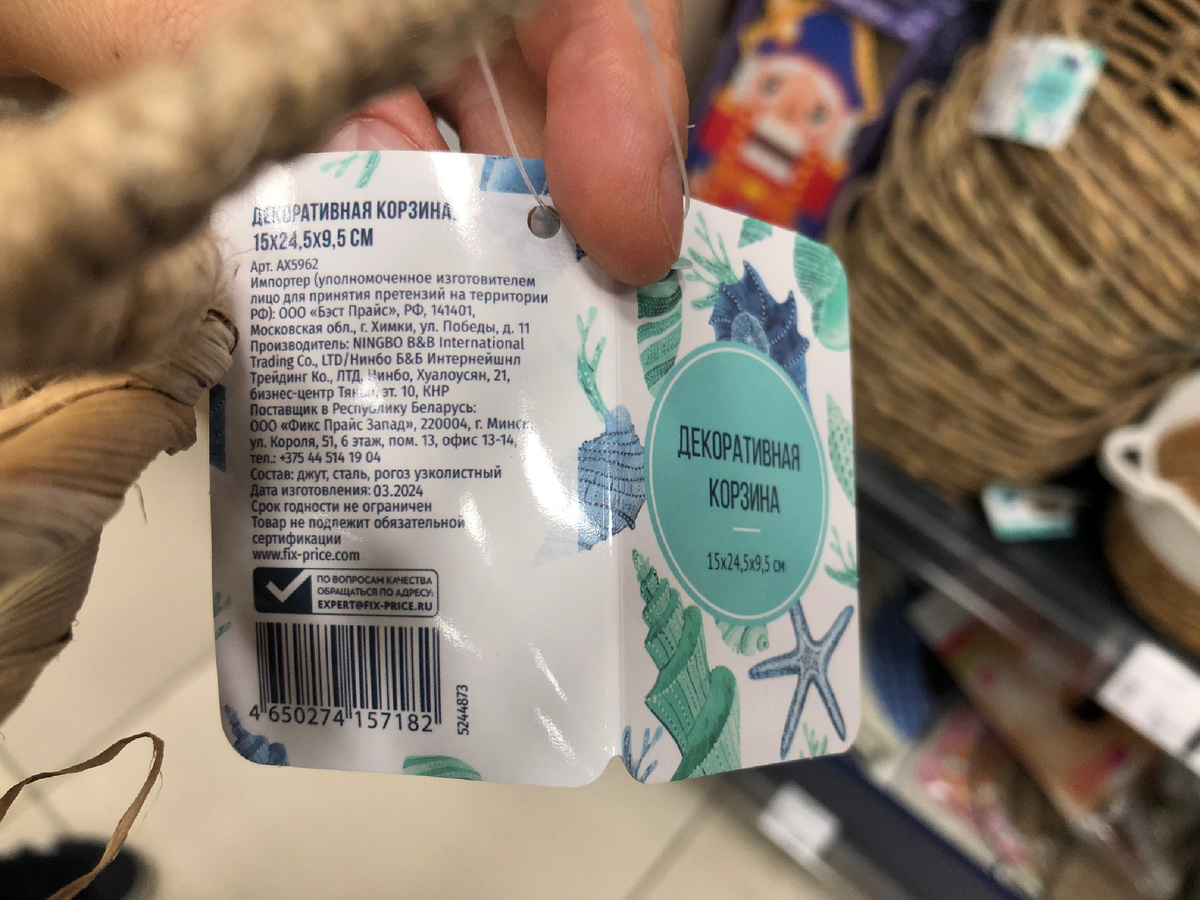 ДЕКОРАТИВНАЯ КОРЗИНА,
15х24,5х9,5 СМ
Арт. AX5962
Импортер (уполномоченное изготовителем
лицо для принятия претензий на территории
РФ): ООО «Бэст Прайс», РФ, 141401,
Московская обл., г. Химки, ул. Победы, д. 11
Производитель: NINGBO B&B International
Trading Co., LTD/Нинбо Б&Б Интернейшнл
Трейдинг Ко., ЛТД, Нинбо, Хуалоусян, 21,
бизнес-центр эт. 10, КНР
Поставщик в Республику Беларусь:
ООО «Фикс Прайс Запад», 220004, г. Минск
ул. Короля, 51, 6 этаж, пом. 13, офис 13-14,
тел.: +375 44 514 19 04
Состав: джут, сталь, рогоз узколистный
Дата изготовления: 03.2024
Срок годности не ограничен
Товар не подлежит обязательной
сертификации
www.fix-price.com
ПО ВОПРОСАМ КАЧЕСТВА
ОБРАЩАТЬСЯ ПО АДРЕСУ:
EXPERT@FIX-PRICE.RU
4 650274 157182
5244873
ДЕКОРАТИВНАЯ
КОРЗИНА
15х24,5х9,5 см